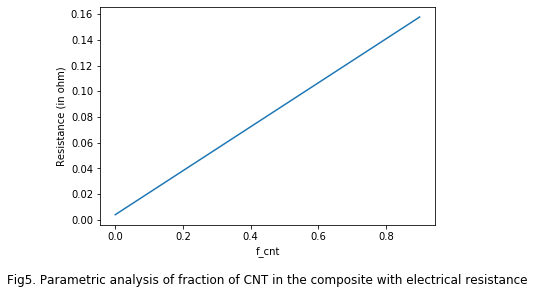 0.16
0.14
0.12
0.10
0.08
0.06
0.04
0.02
0.00
Resistance (in ohm)
0.0 0.2 0.4 0.6 0.8
f_cnt
Fig5. Parametric analysis of fraction of CNT in the composite with electrical resistance